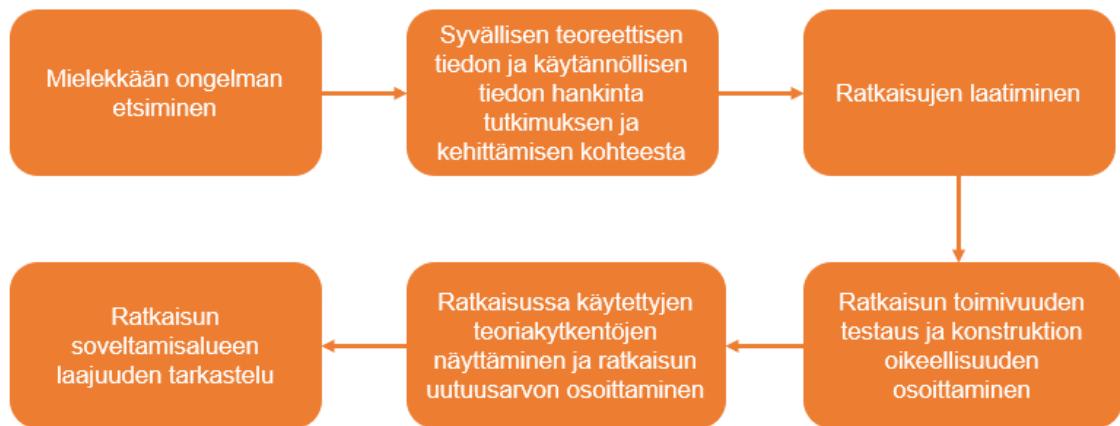 Mielekkään ongelman
etsiminen
Syvällisen teoreettisen
tiedon ja käytännöllisen
tiedon hankinta
tutkimuksen ja
kehittämisen kohteesta
Ratkaisujen laatiminen
Ratkaisun toimivuuden
testaus ja konstruktion
oikeellisuuden
osoittaminen
Ratkaisussa käytettyjen
teoriakytkentöjen
näyttäminen ja ratkaisun
uutuusarvon osoittaminen
Ratkaisun
soveltamisalueen
laajuuden tarkastelu